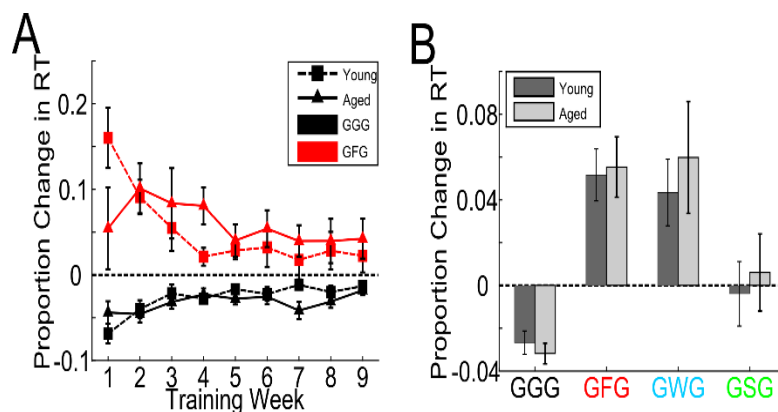 A
Proportion Change in RT
0.2
0.1
0
-0.1
Young
Aged
GGG
GFG
1 2 3 4 5 6 7 8 9
Training Week
B
Proportion Change in RT
0.08
0.04
0
-0.04
Young
Aged
GGG GFG GWG GSG